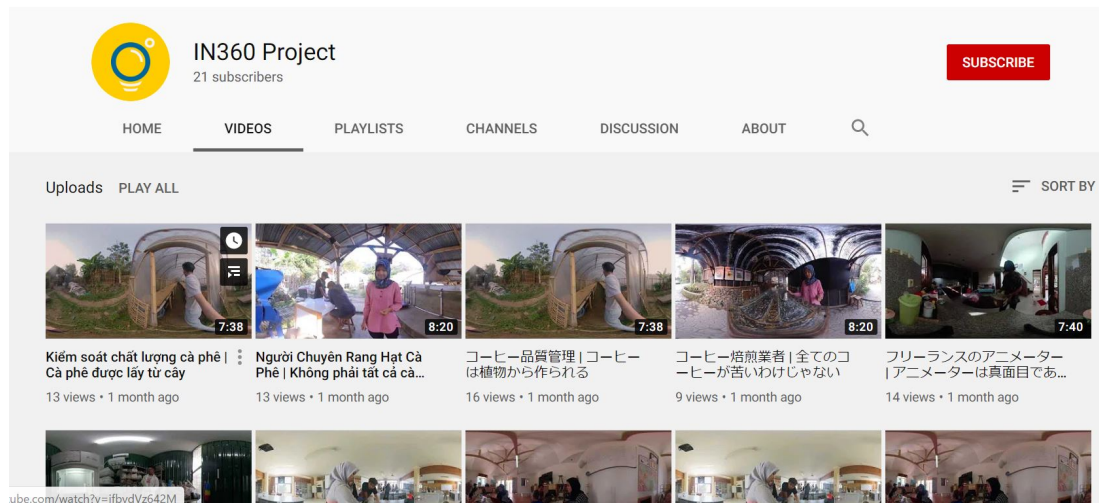 IN360 Project
21 subscribers
SUBSCRIBE
HOME VIDEOS PLAYLISTS CHANNELS DISCUSSION ABOUT
Uploads PLAY ALL
SORT BY
7:38 8:20 7:38 8:20 7:40
Kiểm soát chất lượng cà phê |
Cà phê được lấy từ cây
13 views • 1 month ago
Người Chuyên Rang Hạt Cà
Phê | Không phải tất cả cà...
13 views • 1 month ago
コーヒー品質管理 | コーヒー
は植物から作られる
16 views • 1 month ago
コーヒー焙煎業者 | 全てのコ
ーヒーが苦いわけじゃない
9 views • 1 month ago
フリーランスのアニメーター
| アニメーターは真面目であ...
14 views • 1 month ago
ube.com/watch?v=ifbvdVz642M